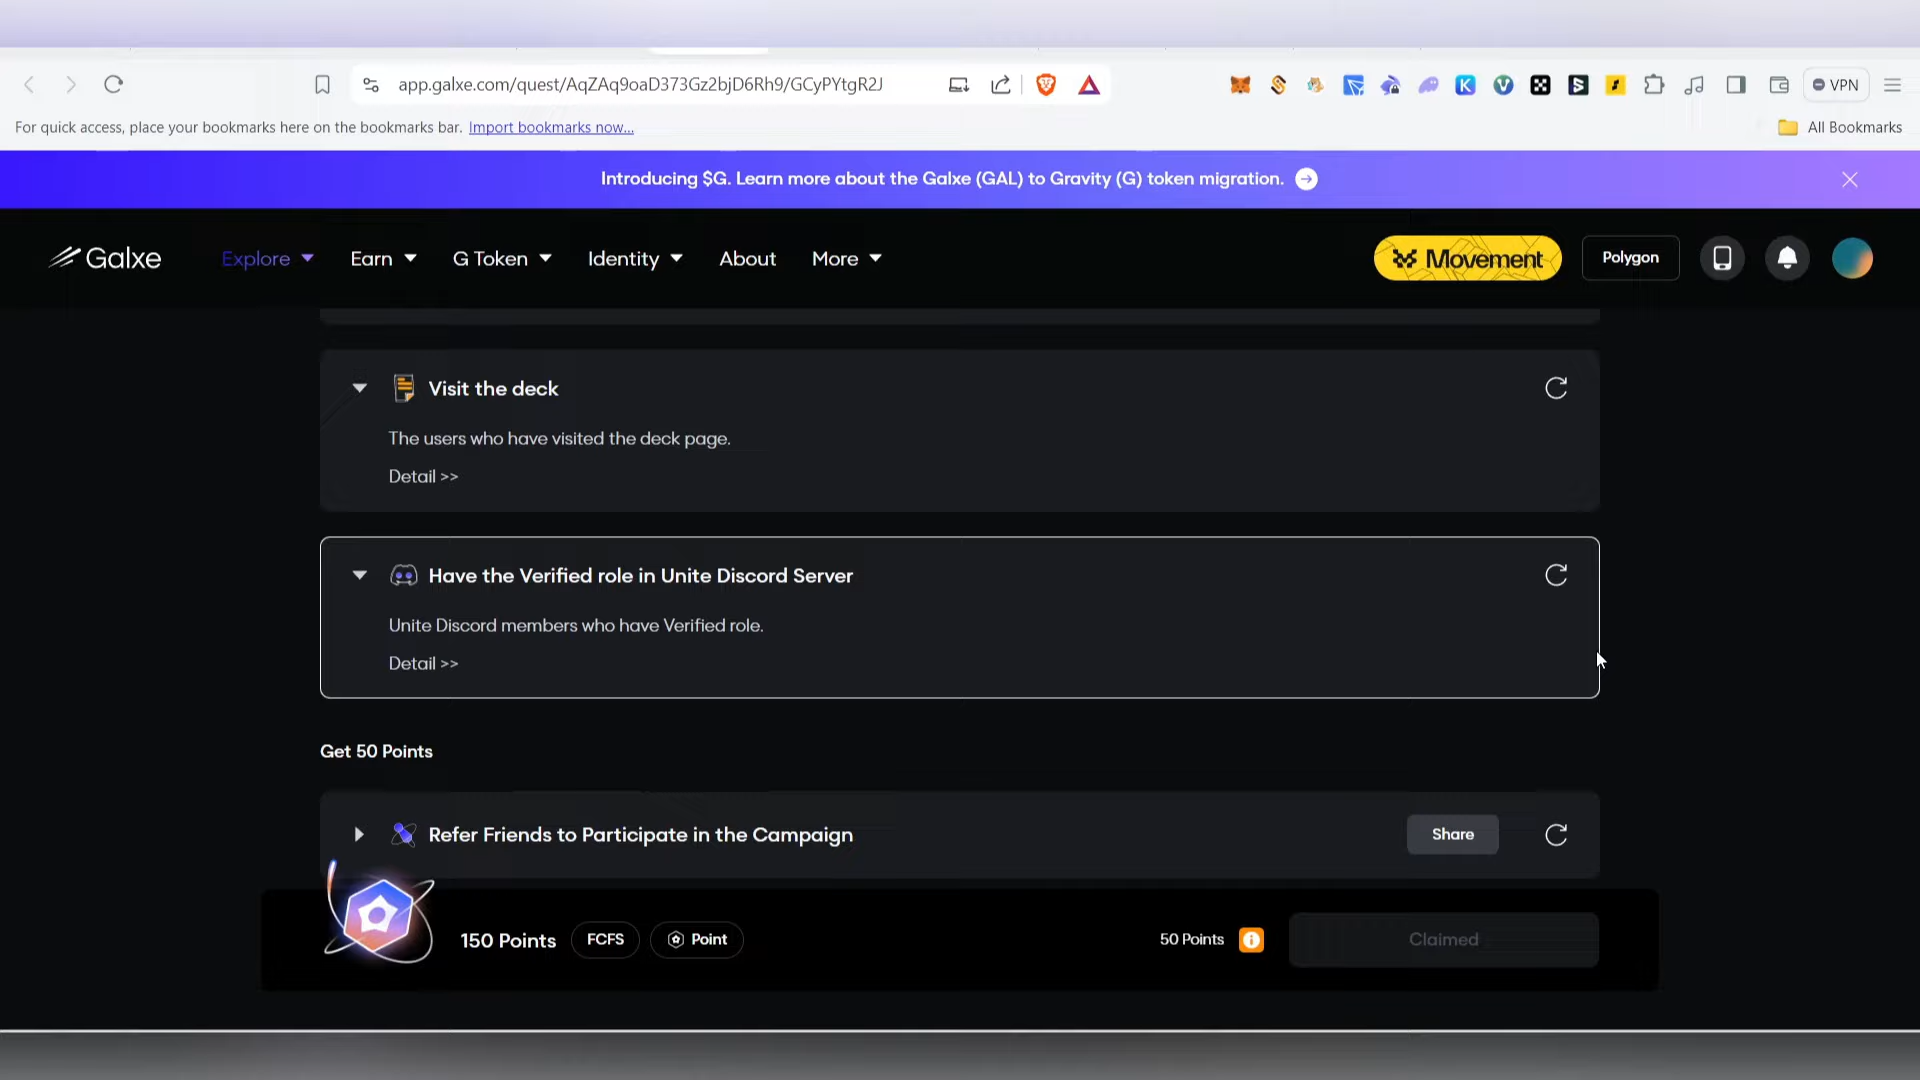 app.galxe.com/quest/AqZAq9oaD373Gz2bjD6Rh9/GCyPYtgR2J
VPN
For quick access, place your bookmarks here on the bookmarks bar. Import bookmarks now...
All Bookmarks
Introducing $G. Learn more about the Galxe (GAL) to Gravity (G) token migration.
Galxe
Explore
Earn
G Token
Identity
About
More
Movement
Polygon
Visit the deck
The users who have visited the deck page.
Detail >>
Have the Verified role in Unite Discord Server
Unite Discord members who have Verified role.
Detail >>
Get 50 Points
Refer Friends to Participate in the Campaign
Share
150 Points
FCFS
Point
50 Points
Claimed